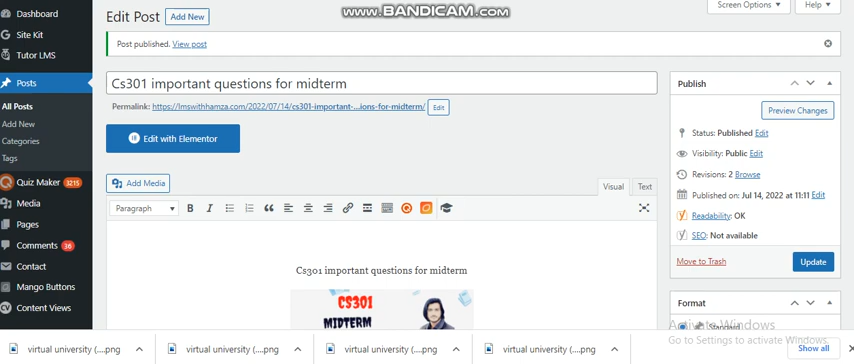 Dashboard
Site Kit
Tutor LMS
Posts
All Posts
Add New
Categories
Tags
Quiz Maker 3215
Media
Pages
Comments 36
Contact
Mango Buttons
Content Views
www.BANDICAM.com
Screen Options
Help
Edit Post
Add New
Post published. View post
Cs301 important questions for midterm
Permalink: https://lmswithhamza.com/2022/07/14/cs301-important-...ions-for-midterm/ Edit
Edit with Elementor
Add Media
Visual
Text
Paragraph
B I
Cs301 important questions for midterm
CS301
MIDTERM
Publish
Preview Changes
Status: Published Edit
Visibility: Public Edit
Revisions: 2 Browse
Published on: Jul 14, 2022 at 11:11 Edit
Readability: OK
SEO: Not available
Move to Trash
Update
Format
Standard
Activate Windows
Go to Settings to activate Windows.
virtual university (....png
virtual university (....png
virtual university (....png
virtual university (....png
Show all